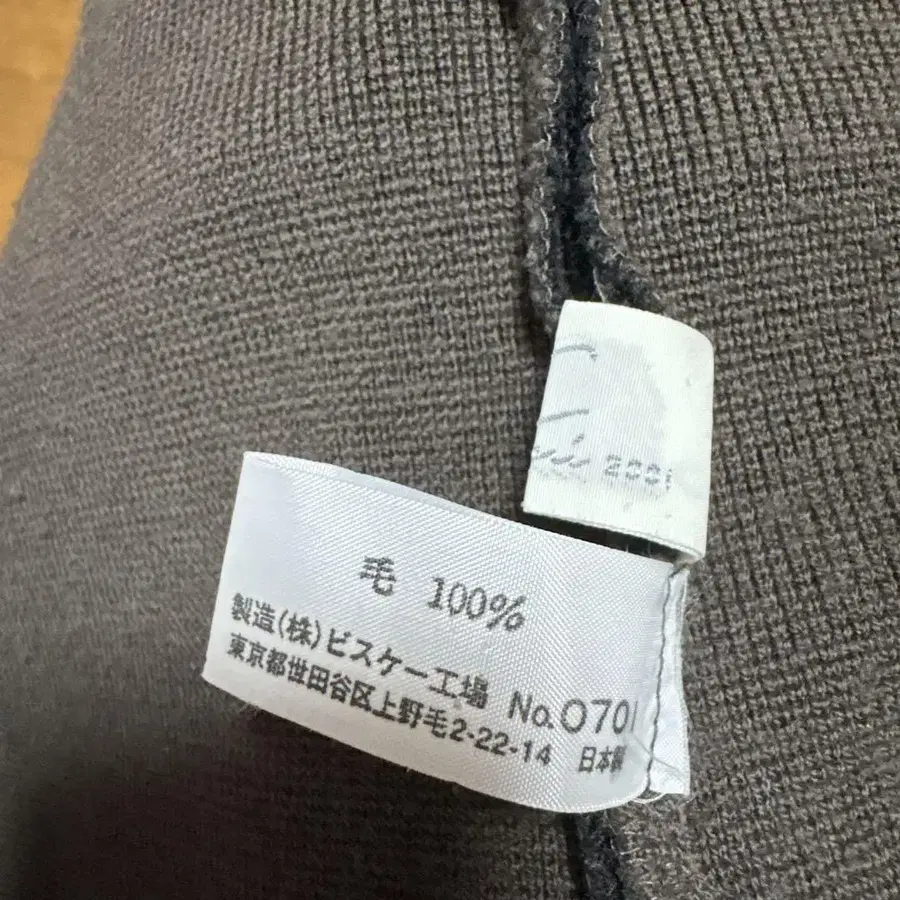 2001
毛 100%
製造(株)ビスケー工場 No.0701
東京都世田谷区上野毛2-22-14 日本製